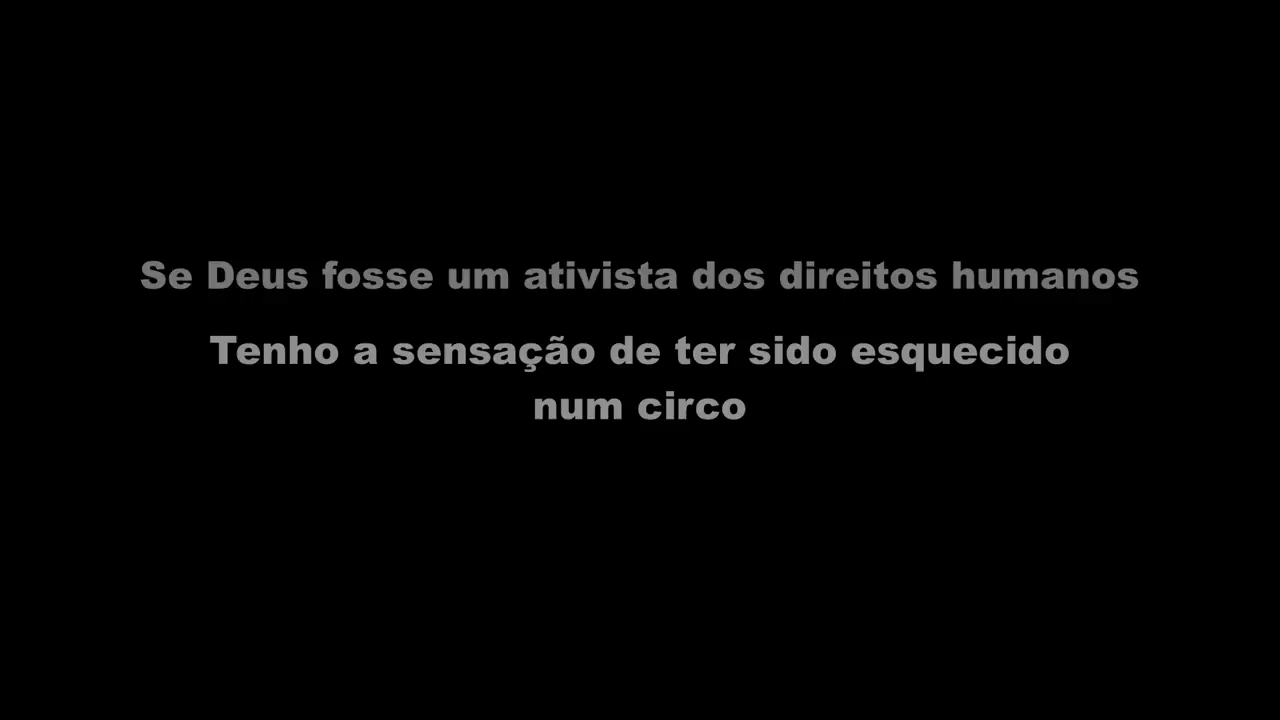 Se Deus fosse um ativista dos direitos humanos
Tenho a sensação de ter sido esquecido
num circo